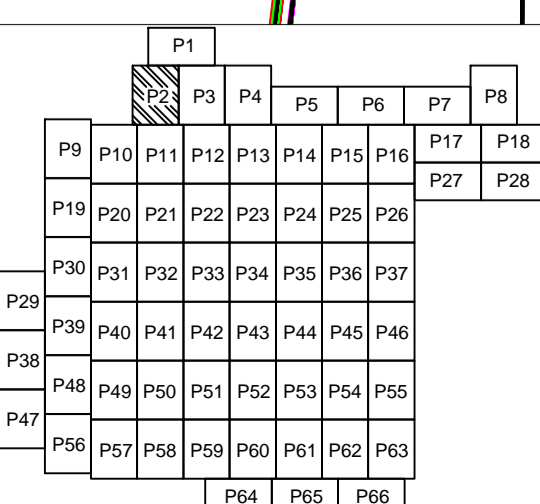 P1
P2 P3 P4 P5 P6 P7 P8
P9 P10 P11 P12 P13 P14 P15 P16 P17 P18
P27 P28
P19 P20 P21 P22 P23 P24 P25 P26
P29 P30 P31 P32 P33 P34 P35 P36 P37
P38 P39 P40 P41 P42 P43 P44 P45 P46
P47 P48 P49 P50 P51 P52 P53 P54 P55
P56 P57 P58 P59 P60 P61 P62 P63
P64 P65 P66